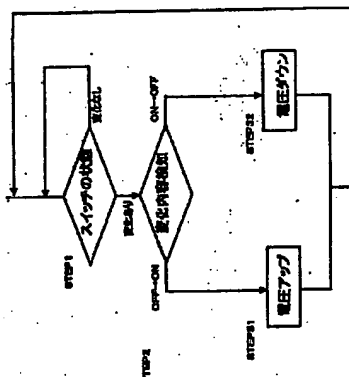 STEP1
スイッチの状態
変化なし
変化あり
STEP2
変化内容検知
OFF→ON
ON→OFF
STEP31
電圧アップ
STEP32
電圧ダウン